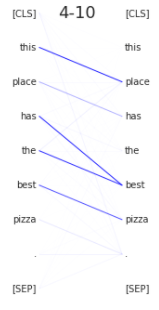 4-10
[CLS] [CLS]
this this
place place
has has
the the
best best
pizza pizza
. .
[SEP] [SEP]